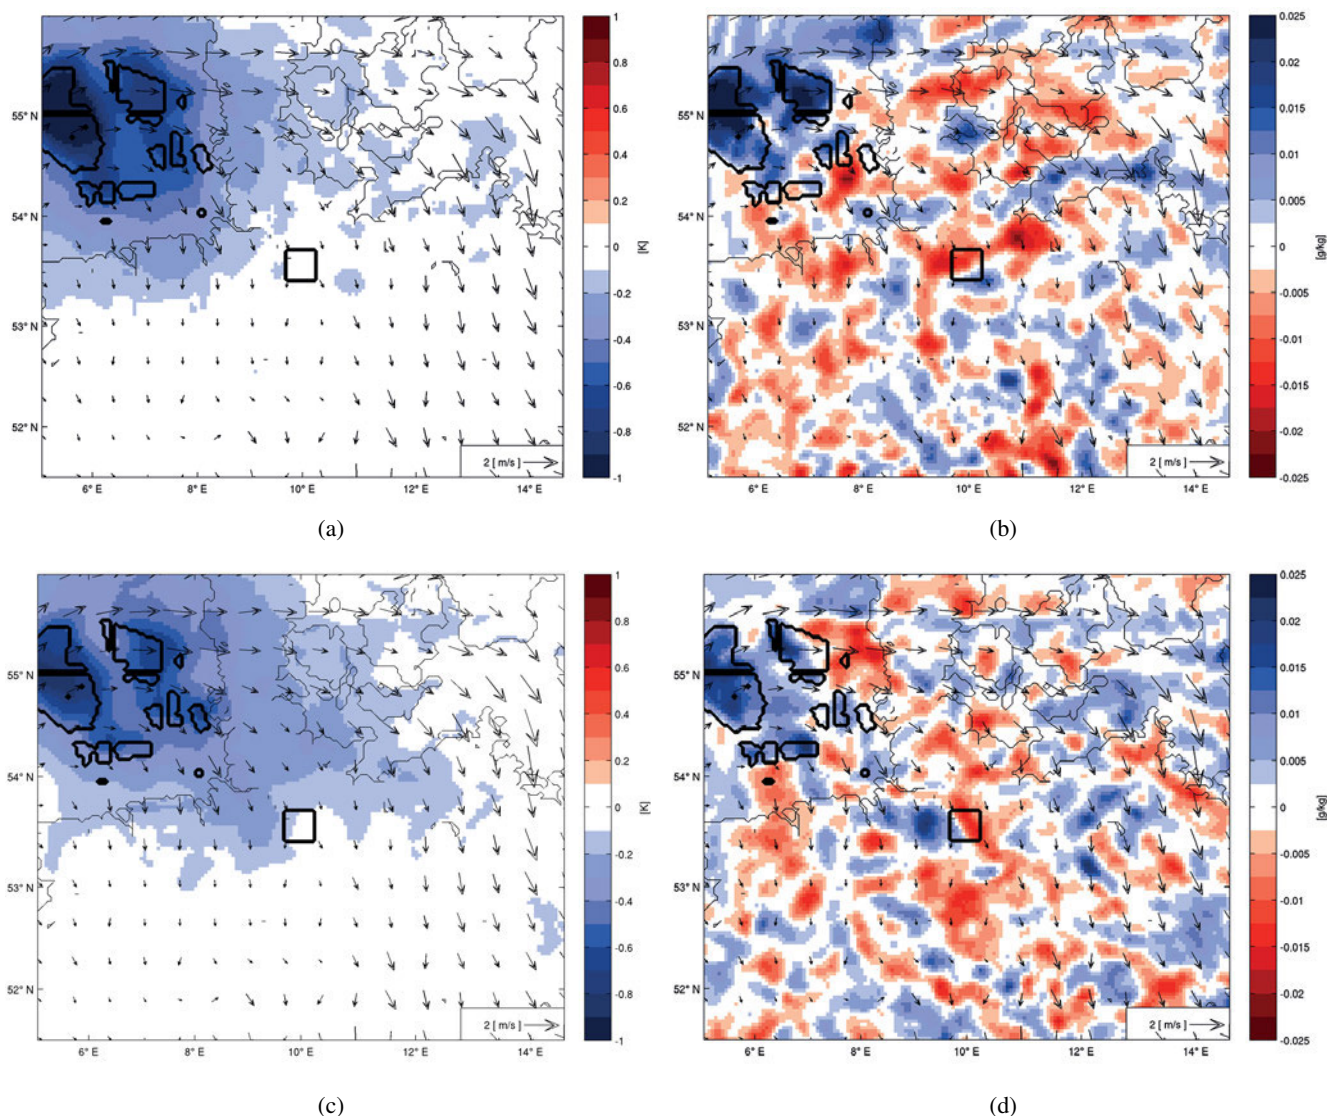 1
0.8
0.6
0.4
0.2
0
-0.2
-0.4
-0.6
-0.8
-1
[K]
55° N
54° N
53° N
52° N
6° E
8° E
10° E
12° E
14° E
2 [ m/s ]
(a)
0.025
0.02
0.015
0.01
0.005
0
-0.005
-0.01
-0.015
-0.02
-0.025
[g/kg]
55° N
54° N
53° N
52° N
6° E
8° E
10° E
12° E
14° E
2 [ m/s ]
(b)
1
0.8
0.6
0.4
0.2
0
-0.2
-0.4
-0.6
-0.8
-1
[K]
55° N
54° N
53° N
52° N
6° E
8° E
10° E
12° E
14° E
2 [ m/s ]
(c)
0.025
0.02
0.015
0.01
0.005
0
-0.005
-0.01
-0.015
-0.02
-0.025
[g/kg]
55° N
54° N
53° N
52° N
6° E
8° E
10° E
12° E
14° E
2 [ m/s ]
(d)